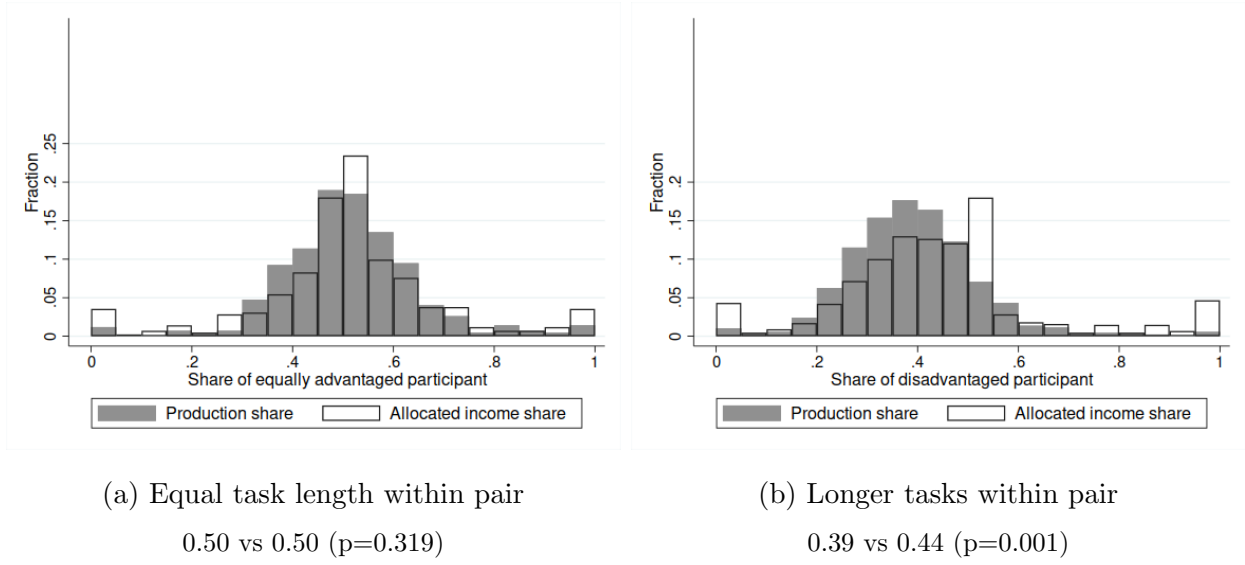 Fraction
0 .05 .1 .15 .2 .25
0 .2 .4 .6 .8 1
Share of equally advantaged participant
Production share Allocated income share
(a) Equal task length within pair
0.50 vs 0.50 (p=0.319)
Fraction
0 .05 .1 .15 .2
0 .2 .4 .6 .8 1
Share of disadvantaged participant
Production share Allocated income share
(b) Longer tasks within pair
0.39 vs 0.44 (p=0.001)